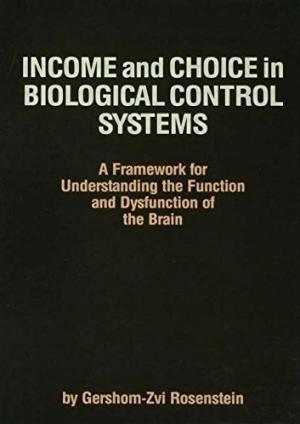 INCOME and CHOICE in
BIOLOGICAL CONTROL
SYSTEMS
A Framework for
Understanding the Function
and Dysfunction of
the Brain
by Gershom-Zvi Rosenstein